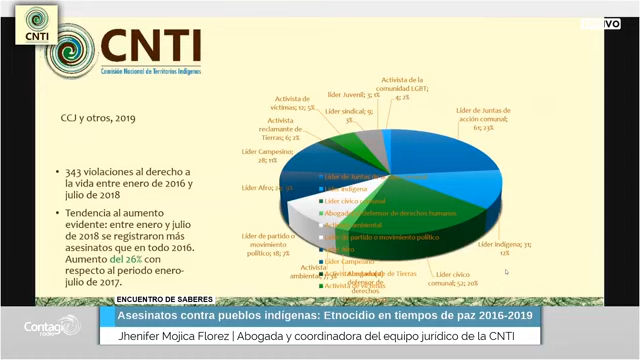 VIVO
CNTI
CNTI
Comisión Nacional de Territorios Indígenas
CCJ y otros, 2019
• 343 violaciones al derecho a
la vida entre enero de 2016 y
julio de 2018
• Tendencia al aumento
evidente: entre enero y julio
de 2018 se registraron más
asesinatos que en todo 2016.
Aumento del 26% con
respecto al periodo enero-
julio de 2017.
Activista de la
comunidad LGBT;
4; 2%
líder Juvenil; 3; 1%
Activista de
víctimas; 12; 5%
Líder sindical; 9;
3%
Líder de Juntas de
acción comunal;
61; 23%
Activista
reclamante de
Tierras; 6; 2%
Líder Campesino;
28; 11%
Líder Afro;
Líder de partido o
movimiento
político; 18; 7%
Activista
ambiental;
defensor de
derechos
Líder indígena; 31;
12%
Líder cívico
comunal; 52; 20%
Líder de Juntas de
Líder indígena
Líder cívico comunal
defensor de derechos humanos
Líder de partido o movimiento político
Líder Campesino
ENCUENTRO DE SABERES
Asesinatos contra pueblos indígenas: Etnocidio en tiempos de paz 2016-2019
Jhenifer Mojica Florez | Abogada y coordinadora del equipo jurídico de la CNTI
Contagio